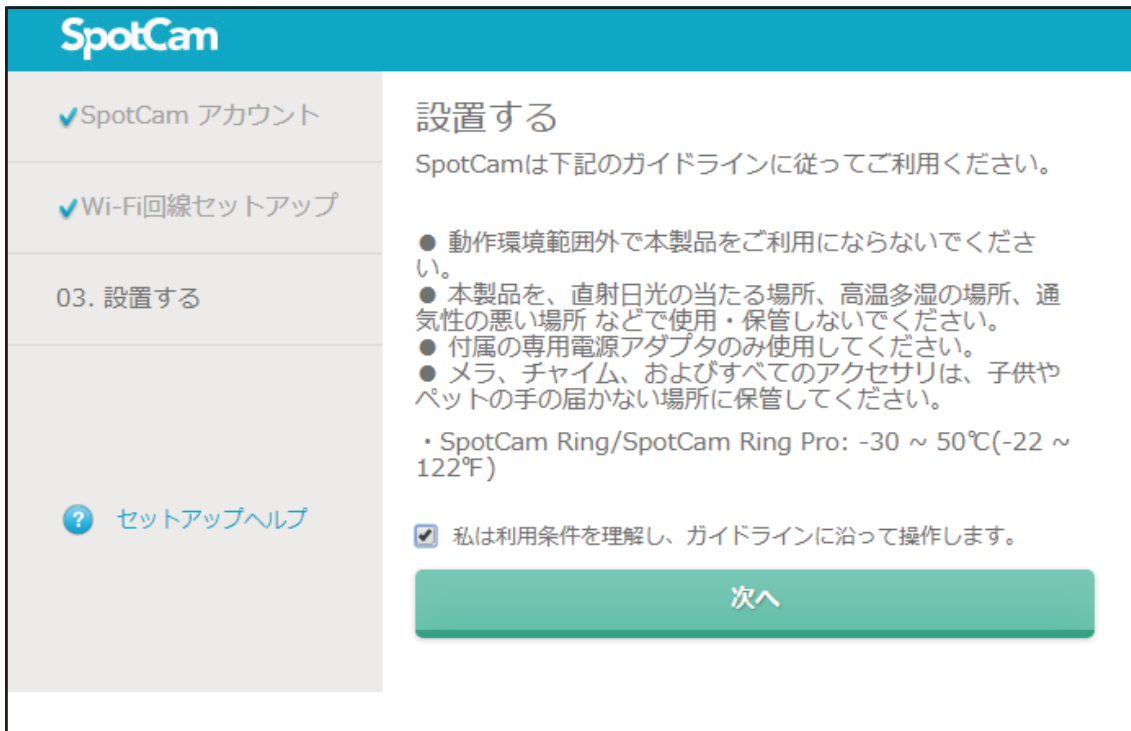 SpotCam
✔SpotCam アカウント
✔Wi-Fi回線セットアップ
03. 設置する
? セットアップヘルプ
設置する
SpotCamは下記のガイドラインに従ってご利用ください。
● 動作環境範囲外で本製品をご利用にならないでくださ
い。
● 本製品を、直射日光の当たる場所、高温多湿の場所、通
気性の悪い場所 などで使用・保管しないでください。
● 付属の専用電源アダプタのみ使用してください。
● メラ、チャイム、およびすべてのアクセサリは、子供や
ペットの手の届かない場所に保管してください。
・SpotCam Ring/SpotCam Ring Pro: -30 ~ 50℃(-22 ~
122℉)
私は利用条件を理解し、ガイドラインに沿って操作します。
次へ